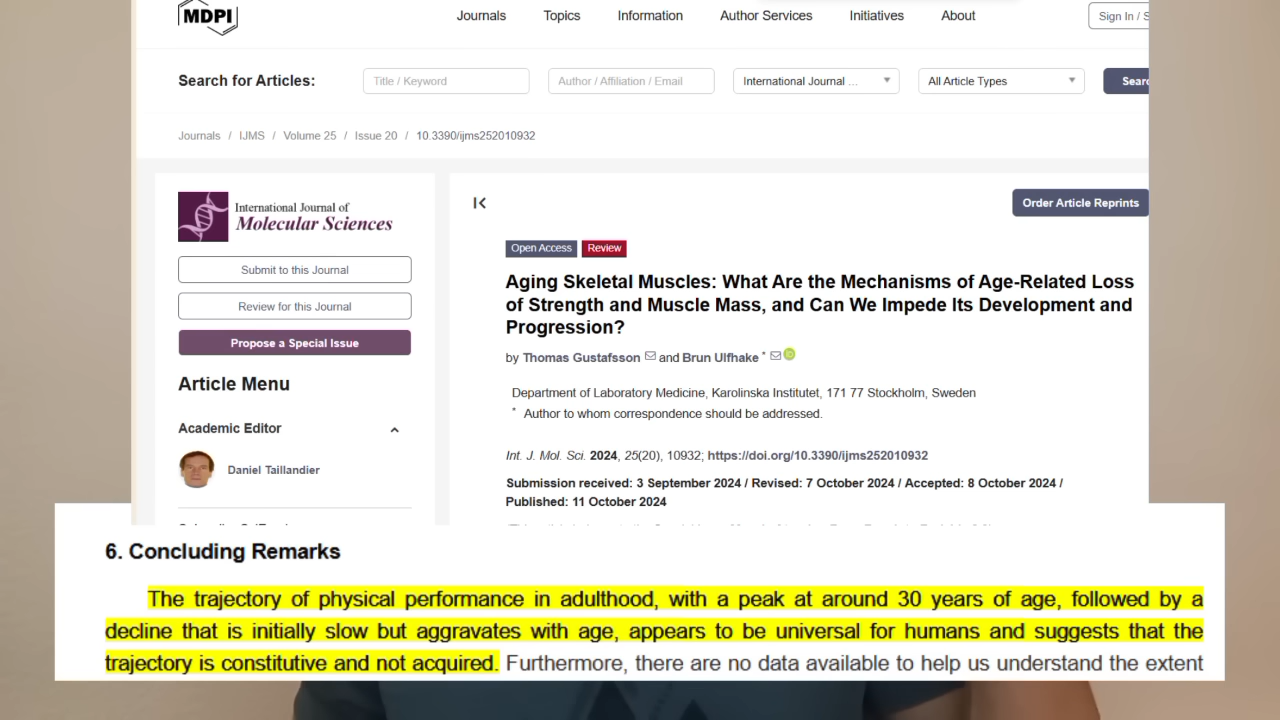 MDPI
Journals Topics Information Author Services Initiatives About
Sign In / S
Search for Articles:
Title / Keyword
Author / Affiliation / Email
International Journal ...
All Article Types
Sear
Journals / IJMS / Volume 25 / Issue 20 / 10.3390/ijms252010932
International Journal of
Molecular Sciences
Submit to this Journal
Review for this Journal
Propose a Special Issue
Article Menu
Academic Editor
Daniel Taillandier
Order Article Reprints
Open Access Review
Aging Skeletal Muscles: What Are the Mechanisms of Age-Related Loss
of Strength and Muscle Mass, and Can We Impede Its Development and
Progression?
by Thomas Gustafsson and Brun Ulfhake *
Department of Laboratory Medicine, Karolinska Institutet, 171 77 Stockholm, Sweden
* Author to whom correspondence should be addressed.
Int. J. Mol. Sci. 2024, 25(20), 10932; https://doi.org/10.3390/ijms252010932
Submission received: 3 September 2024 / Revised: 7 October 2024 / Accepted: 8 October 2024 /
Published: 11 October 2024
6. Concluding Remarks
The trajectory of physical performance in adulthood, with a peak at around 30 years of age, followed by a
decline that is initially slow but aggravates with age, appears to be universal for humans and suggests that the
trajectory is constitutive and not acquired. Furthermore, there are no data available to help us understand the extent